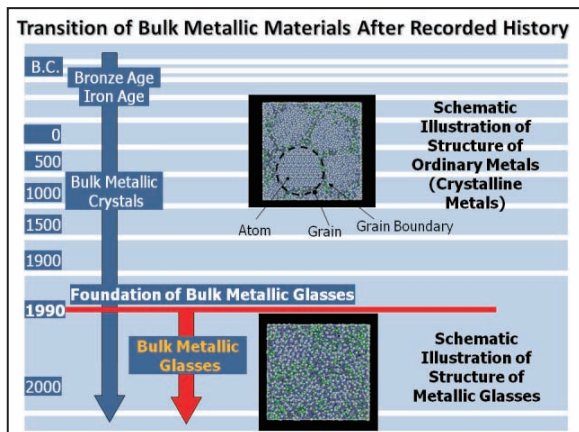 Transition of Bulk Metallic Materials After Recorded History
B.C.
Bronze Age
Iron Age
0
500
1000
1500
1900
1990
2000
Bulk Metallic
Crystals
Schematic
Illustration of
Structure of
Ordinary Metals
(Crystalline
Metals)
Atom
Grain
Grain Boundary
Foundation of Bulk Metallic Glasses
Bulk Metallic
Glasses
Schematic
Illustration of
Structure of
Metallic Glasses